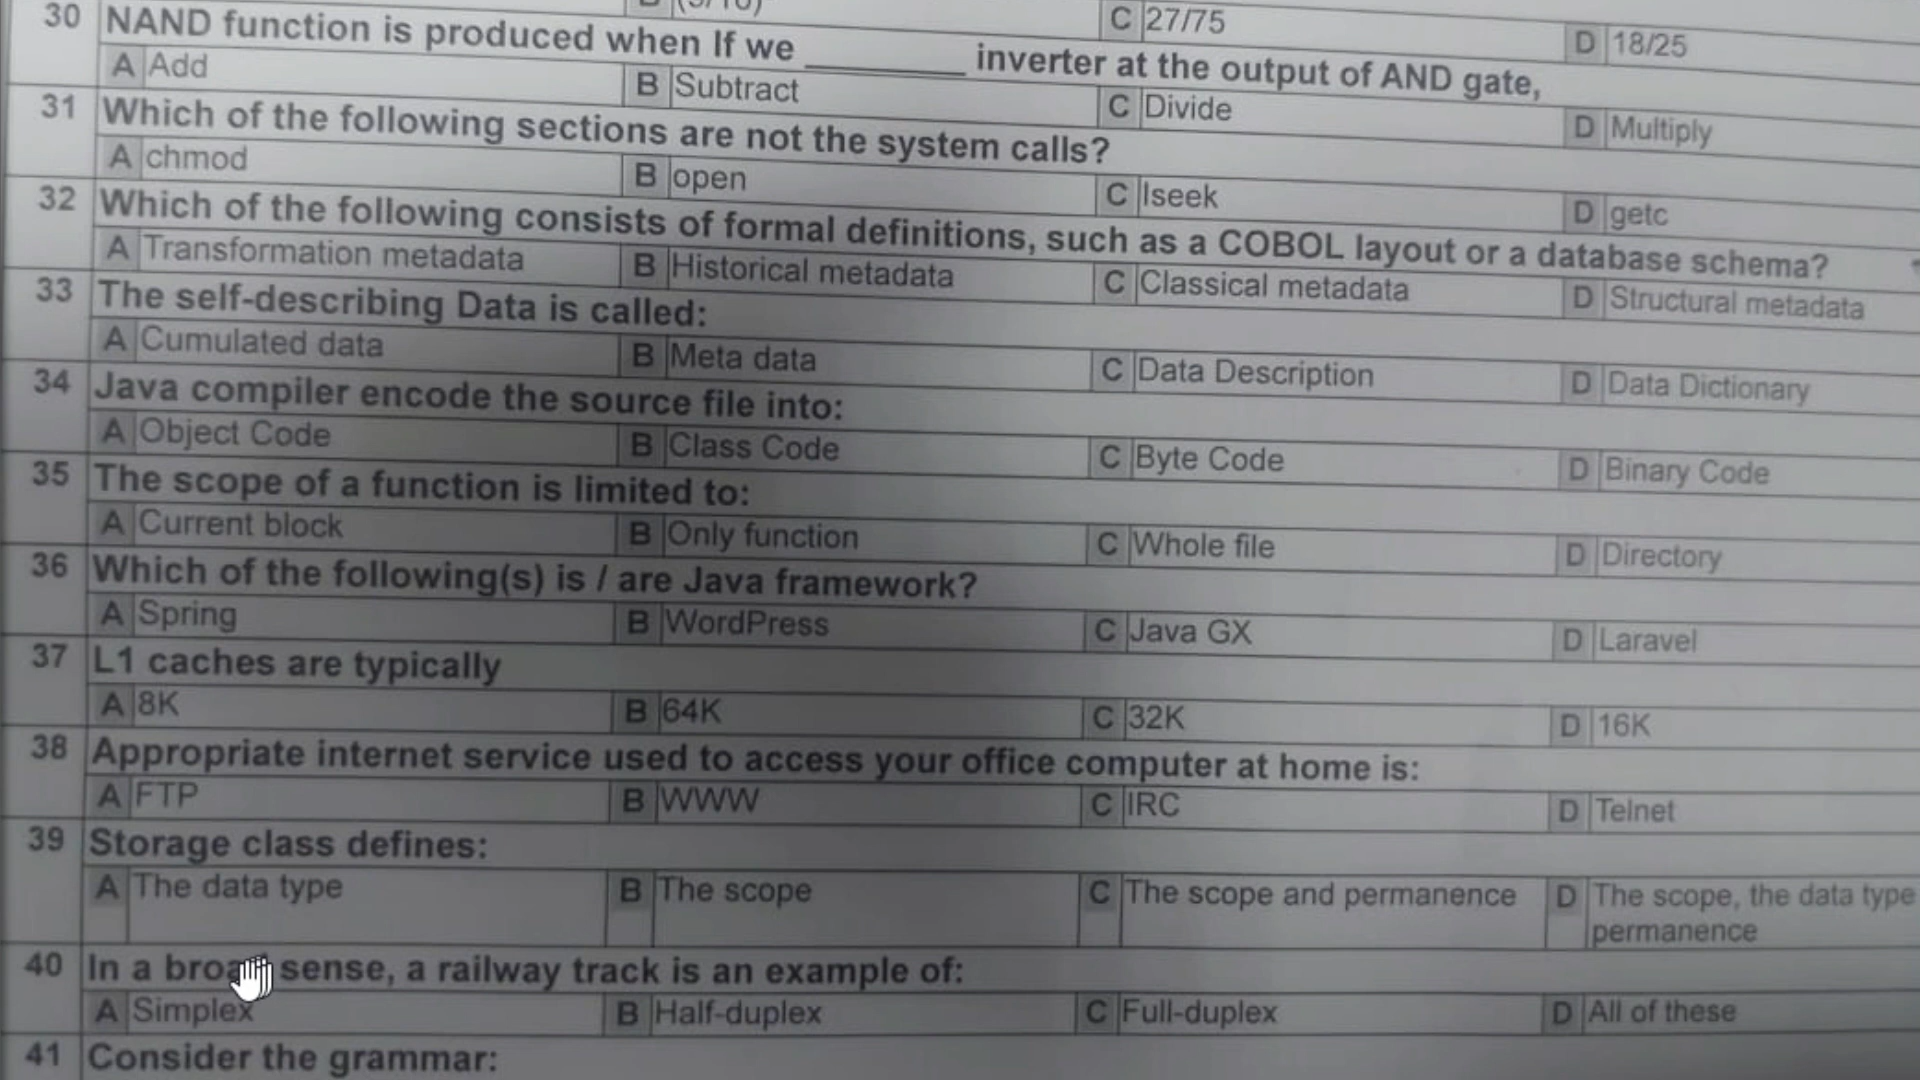 C 27/75 D 18/25
30 NAND function is produced when If we ________ inverter at the output of AND gate,
A Add B Subtract C Divide D Multiply
31 Which of the following sections are not the system calls?
A chmod B open C lseek D getc
32 Which of the following consists of formal definitions, such as a COBOL layout or a database schema?
A Transformation metadata B Historical metadata C Classical metadata D Structural metadata
33 The self-describing Data is called:
A Cumulated data B Meta data C Data Description D Data Dictionary
34 Java compiler encode the source file into:
A Object Code B Class Code C Byte Code D Binary Code
35 The scope of a function is limited to:
A Current block B Only function C Whole file D Directory
36 Which of the following(s) is / are Java framework?
A Spring B WordPress C Java GX D Laravel
37 L1 caches are typically
A 8K B 64K C 32K D 16K
38 Appropriate internet service used to access your office computer at home is:
A FTP B WWW C IRC D Telnet
39 Storage class defines:
A The data type B The scope C The scope and permanence D The scope, the data type
permanence
40 In a broad sense, a railway track is an example of:
A Simplex B Half-duplex C Full-duplex D All of these
41 Consider the grammar: